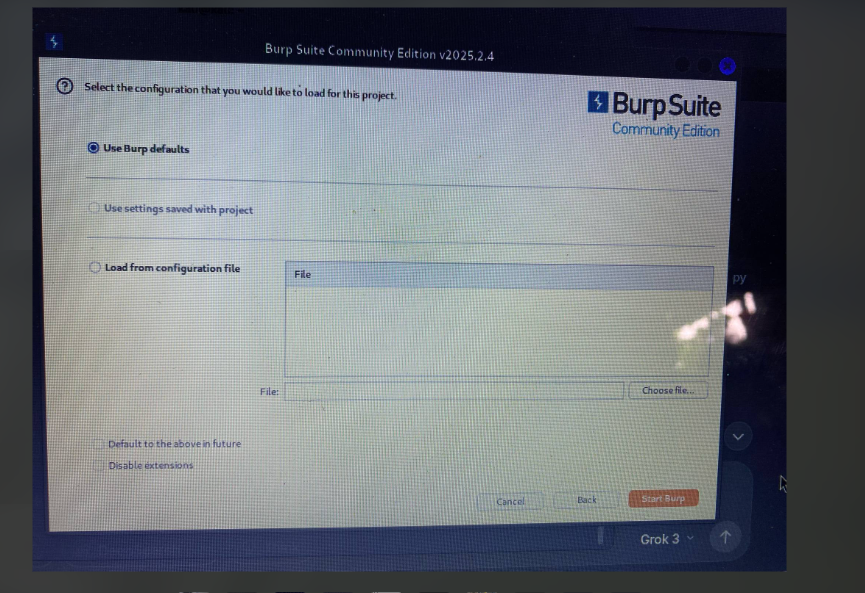 Burp Suite Community Edition v2025.2.4
Select the configuration that you would like to load for this project.
Burp Suite
Community Edition
Use Burp defaults
Use settings saved with project
Load from configuration file
File
py
File:
Choose file...
Default to the above in future
Disable extensions
Cancel
Back
Start Burp
Grok 3